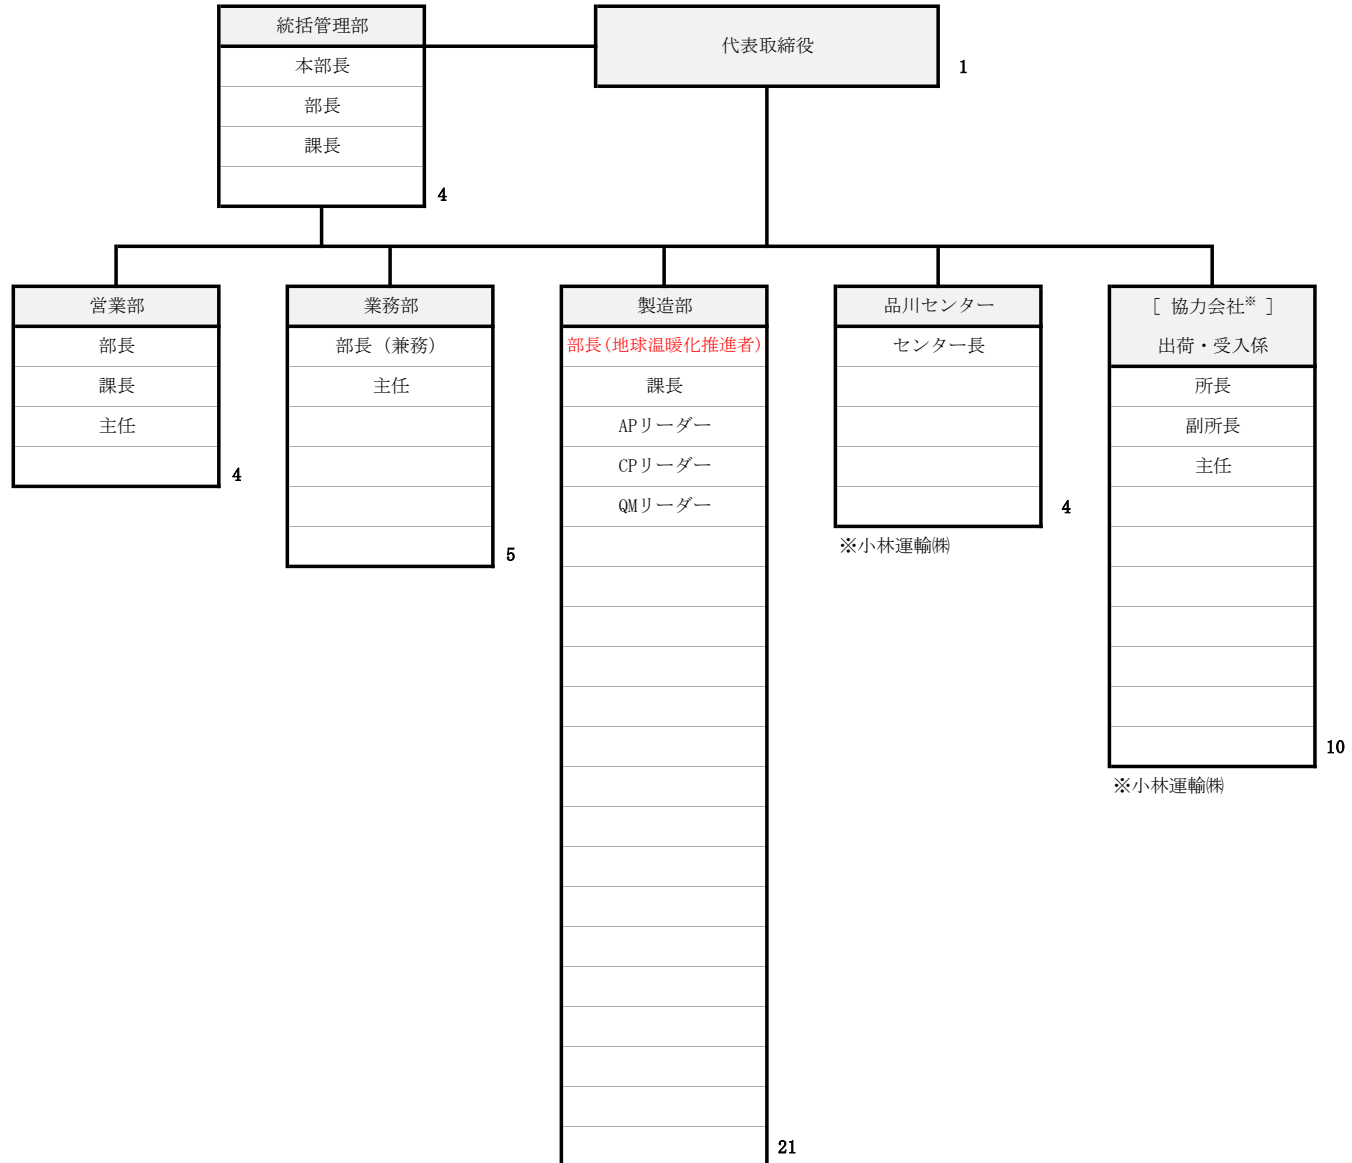 統括管理部
本部長
部長
課長
4
代表取締役
1
営業部
部長
課長
主任
4
業務部
部長（兼務）
主任
5
製造部
部長(地球温暖化推進者)
課長
APリーダー
CPリーダー
QMリーダー
21
品川センター
センター長
4
※小林運輸㈱
［ 協力会社※ ］
出荷・受入係
所長
副所長
主任
10
※小林運輸㈱